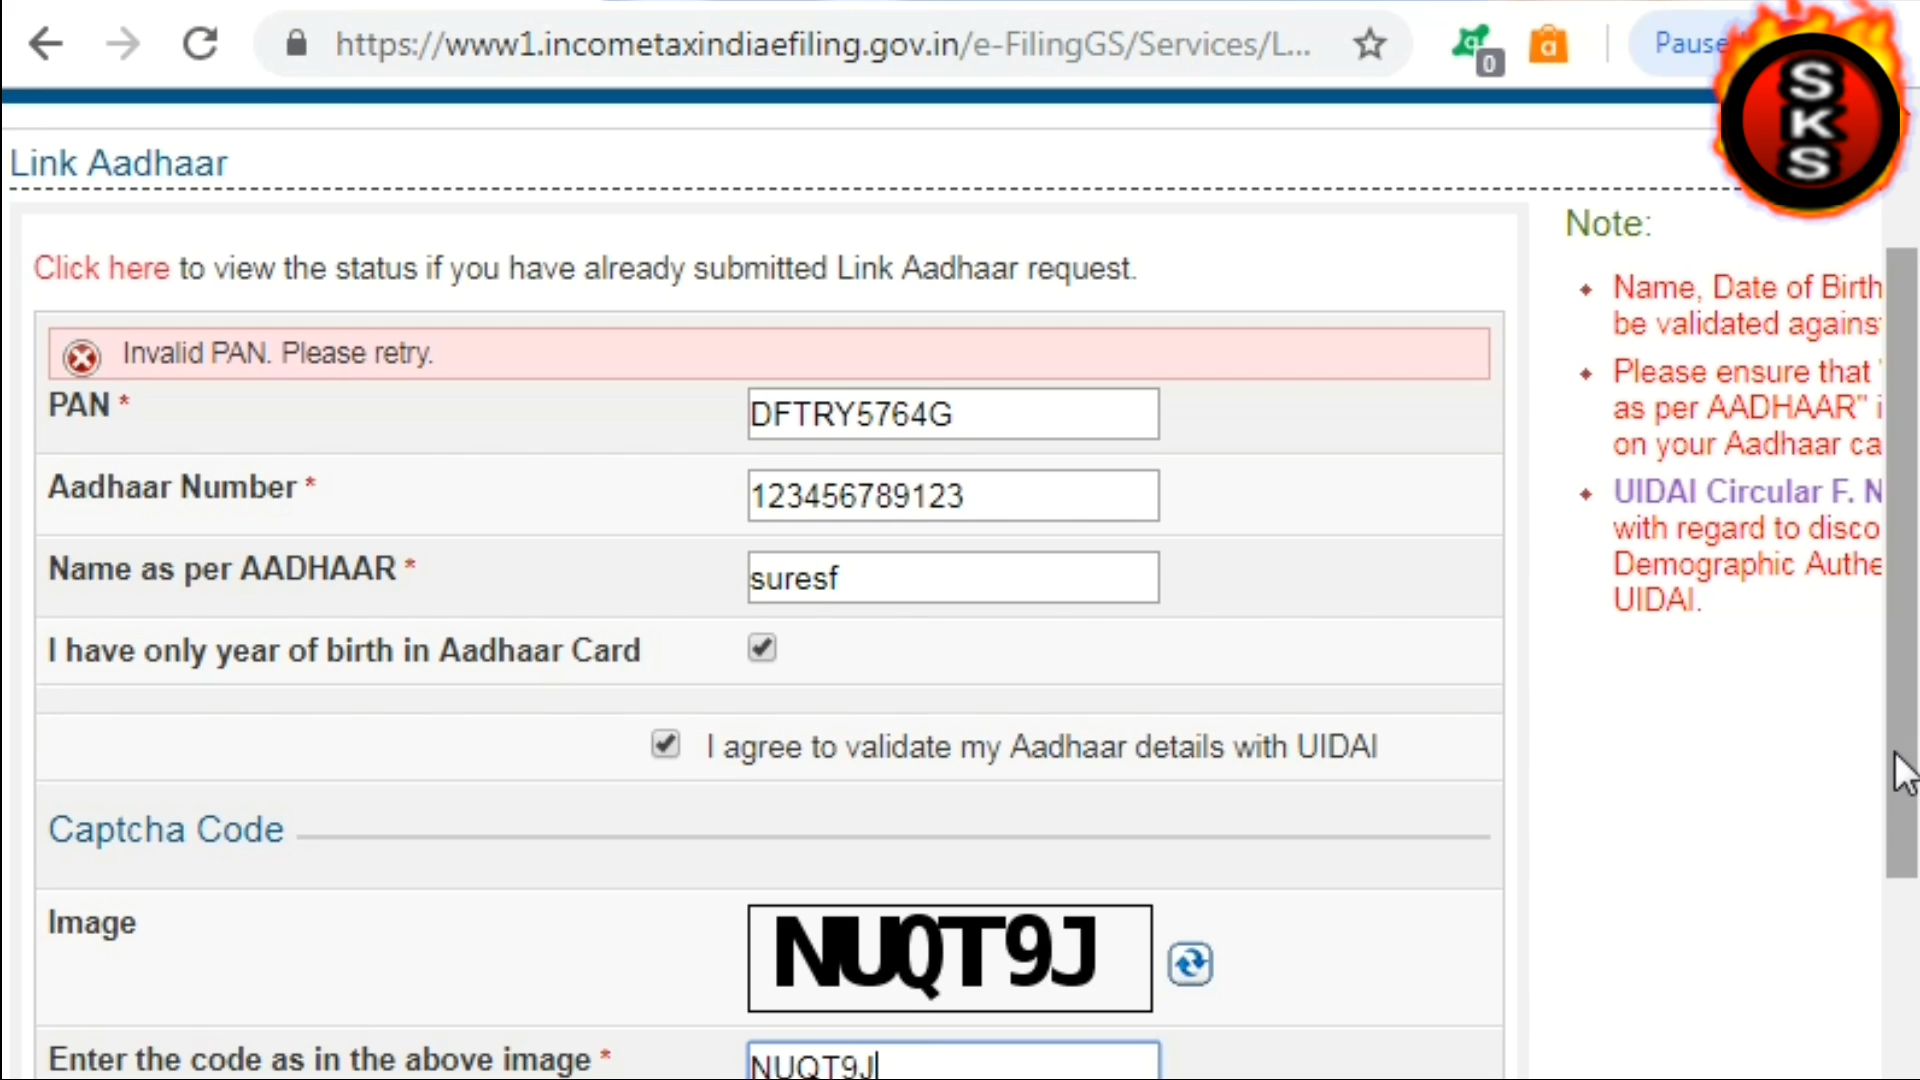 https://www1.incometaxindiaefiling.gov.in/e-FilingGS/Services/L...
0
a
Pause
S
K
S
Link Aadhaar
Click here to view the status if you have already submitted Link Aadhaar request.
Invalid PAN. Please retry.
PAN *
DFTRY5764G
Aadhaar Number *
123456789123
Name as per AADHAAR *
suresf
I have only year of birth in Aadhaar Card
I agree to validate my Aadhaar details with UIDAI
Captcha Code
Image
NUQT9J
Enter the code as in the above image *
NUQT9J
Note:
Name, Date of Birth
be validated agains
Please ensure that
as per AADHAAR" i
on your Aadhaar ca
UIDAI Circular F. N
with regard to disco
Demographic Authe
UIDAI.